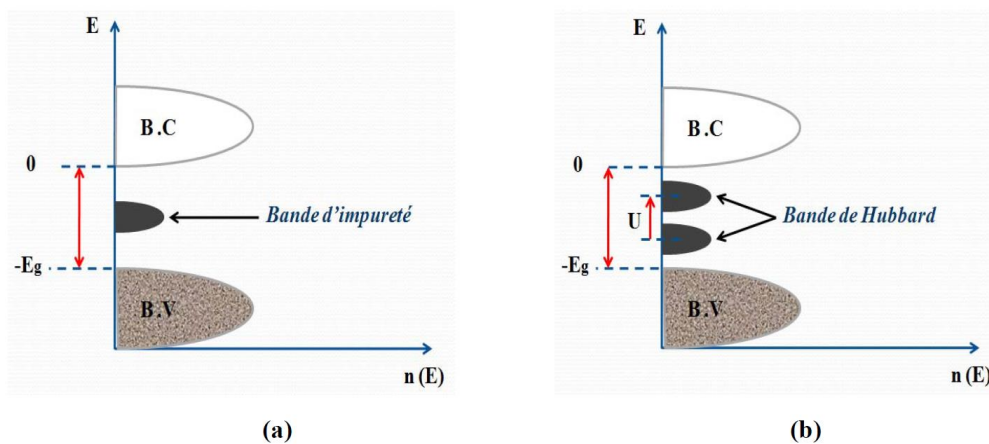 E
B.C
0
Bande d'impureté
-Eg
B.V
n (E)
(a)
E
B.C
0
U
Bande de Hubbard
-Eg
B.V
n (E)
(b)